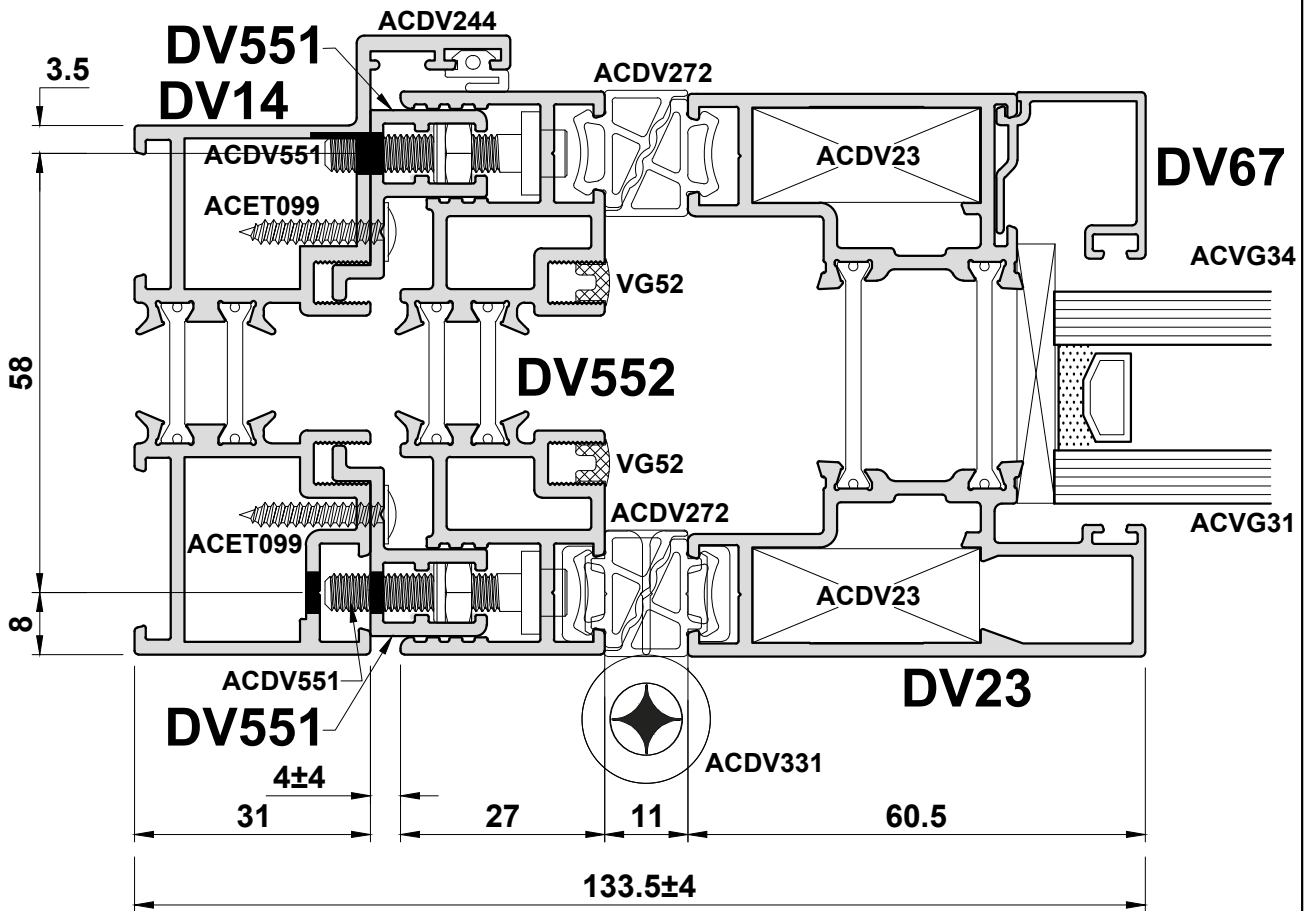 ACDV244
DV551
3.5
ACDV272
DV14
ACDV551
ACDV23
DV67
ACET099
ACVG34
VG52
58
DV552
VG52
ACDV272
ACVG31
ACET099
ACDV23
8
ACDV551
DV23
DV551
ACDV331
4±4
31
27
11
60.5
133.5±4